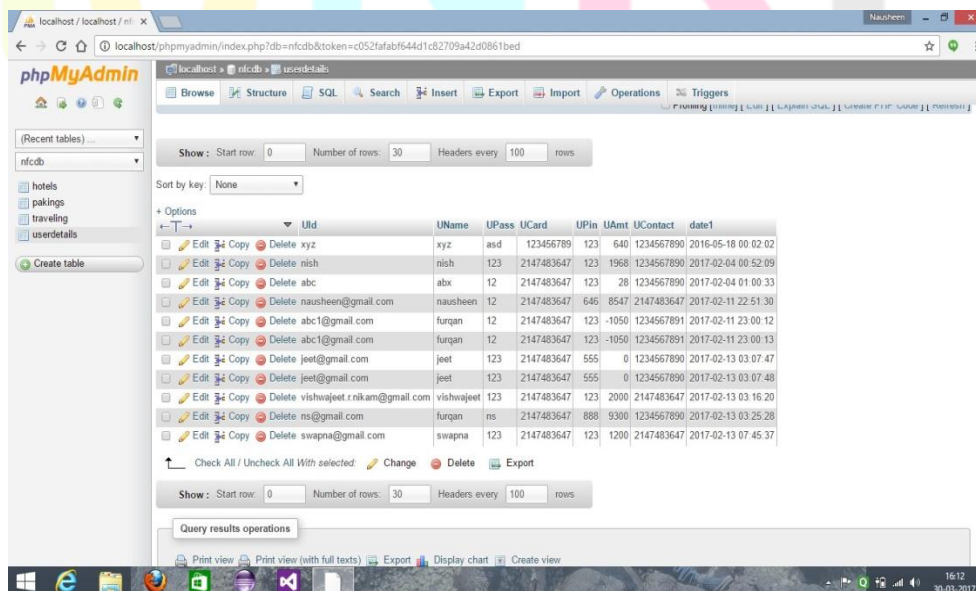 localhost / localhost / nf
Nausheen
localhost/phpmyadmin/index.php?db=nfcdb&token=c052fafabf644d1c82709a42d0861bed
phpMyAdmin
localhost » nfcdb » userdetails
Browse Structure SQL Search Insert Export Import Operations Triggers
Profiling [Inline] [ Edit ] [ Explain SQL ] [ Create PHP Code ] [ Refresh ]
(Recent tables) ...
nfcdb
hotels
pakings
traveling
userdetails
Create table
Show : Start row: 0 Number of rows: 30 Headers every 100 rows
Sort by key: None
+ Options
UId UName UPass UCard UPin UAmt UContact date1
Edit Copy Delete xyz xyz asd 123456789 123 640 1234567890 2016-05-18 00:02:02
Edit Copy Delete nish nish 123 2147483647 123 1968 1234567890 2017-02-04 00:52:09
Edit Copy Delete abc abx 12 2147483647 123 28 1234567890 2017-02-04 01:00:33
Edit Copy Delete nausheen@gmail.com nausheen 12 2147483647 646 8547 2147483647 2017-02-11 22:51:30
Edit Copy Delete abc1@gmail.com furqan 12 2147483647 123 -1050 1234567891 2017-02-11 23:00:12
Edit Copy Delete abc1@gmail.com furqan 12 2147483647 123 -1050 1234567891 2017-02-11 23:00:13
Edit Copy Delete jeet@gmail.com jeet 123 2147483647 555 0 1234567890 2017-02-13 03:07:47
Edit Copy Delete jeet@gmail.com jeet 123 2147483647 555 0 1234567890 2017-02-13 03:07:48
Edit Copy Delete vishwajeet.r.nikam@gmail.com vishwajeet 123 2147483647 123 2000 2147483647 2017-02-13 03:16:20
Edit Copy Delete ns@gmail.com furqan ns 2147483647 888 9300 1234567890 2017-02-13 03:25:28
Edit Copy Delete swapna@gmail.com swapna 123 2147483647 123 1200 2147483647 2017-02-13 07:45:37
Check All / Uncheck All With selected: Change Delete Export
Show : Start row: 0 Number of rows: 30 Headers every 100 rows
Query results operations
Print view Print view (with full texts) Export Display chart Create view
16:12
30-03-2017